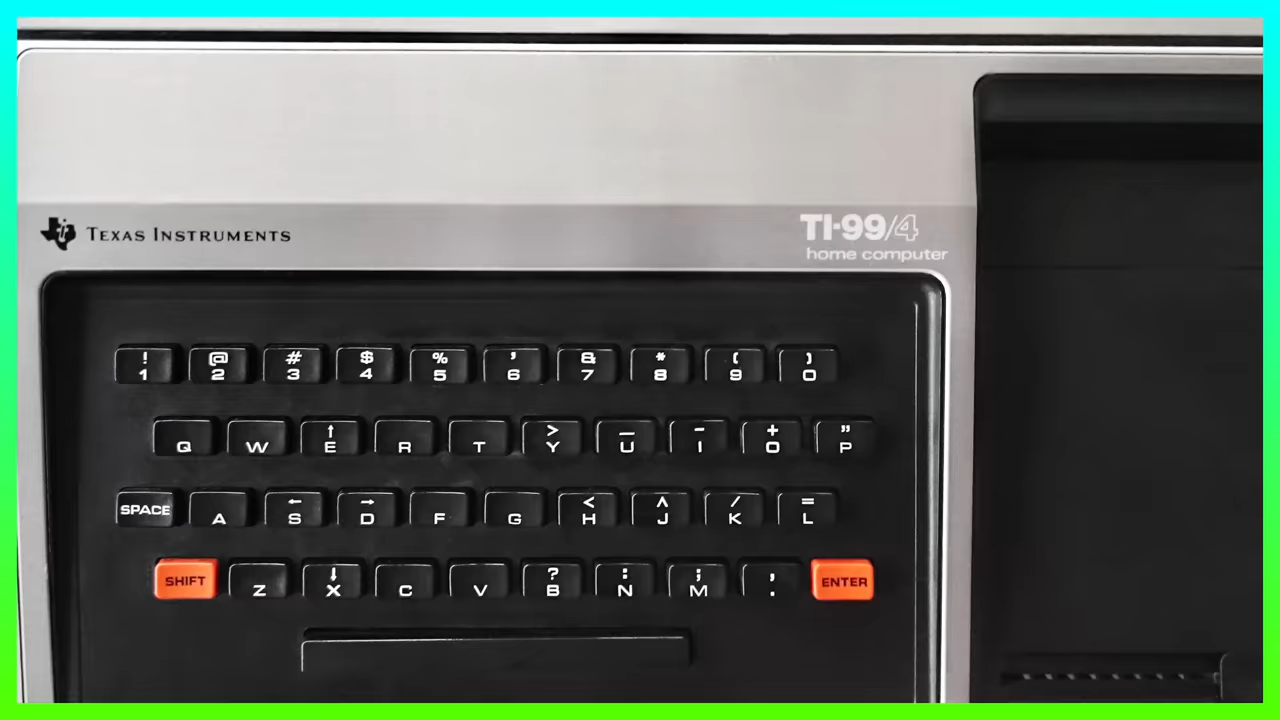 TEXAS INSTRUMENTS
TI-99/4
home computer
! @ # $ % ' & * ( )
1 2 3 4 5 6 7 8 9 0
↑ > _ - + "
Q W E R T Y U I O P
← → < ^ / =
SPACE A S D F G H J K L
↓ ? : ; ,
SHIFT Z X C V B N M . ENTER